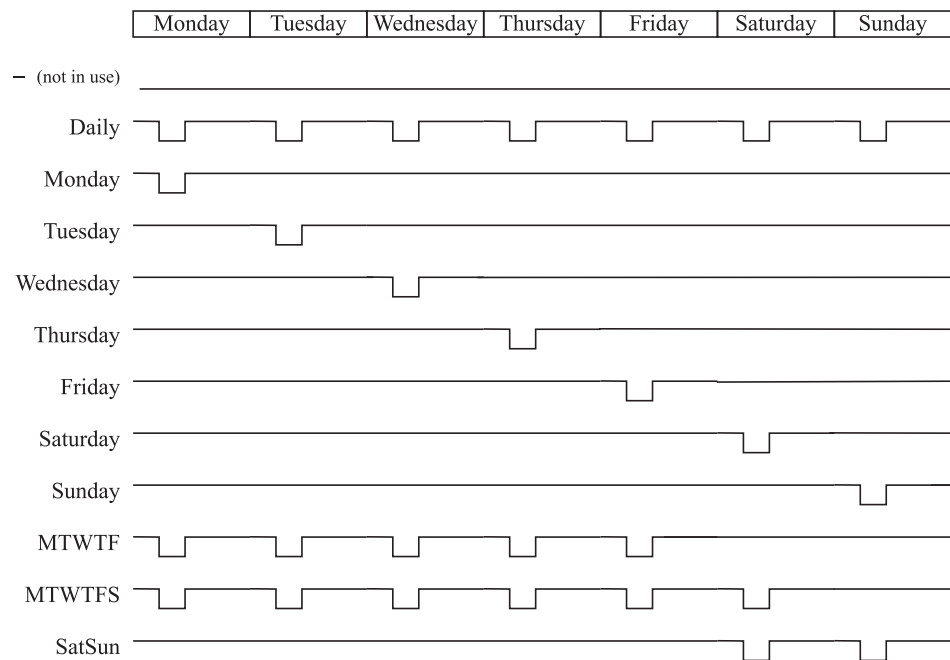 Monday Tuesday Wednesday Thursday Friday Saturday Sunday
– (not in use)
Daily
Monday
Tuesday
Wednesday
Thursday
Friday
Saturday
Sunday
MTWTF
MTWTFS
SatSun